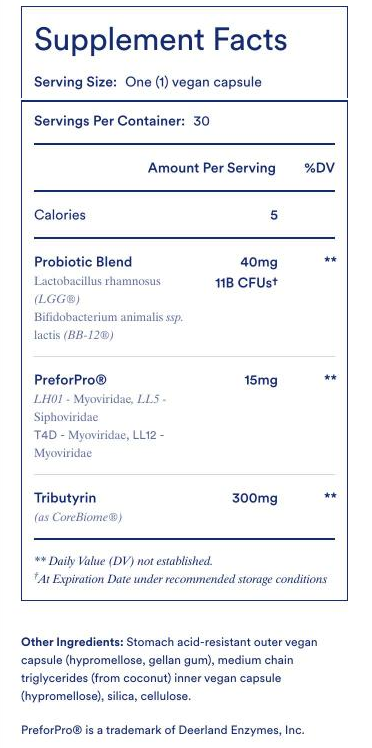 Supplement Facts
Serving Size: One (1) vegan capsule
Servings Per Container: 30
Amount Per Serving %DV
Calories 5
Probiotic Blend 40mg **
Lactobacillus rhamnosus 11B CFUs†
(LGG®)
Bifidobacterium animalis ssp.
lactis (BB-12®)
PreforPro® 15mg **
LH01 - Myoviridae, LL5 -
Siphoviridae
T4D - Myoviridae, LL12 -
Myoviridae
Tributyrin 300mg **
(as CoreBiome®)
** Daily Value (DV) not established.
†At Expiration Date under recommended storage conditions
Other Ingredients: Stomach acid-resistant outer vegan
capsule (hypromellose, gellan gum), medium chain
triglycerides (from coconut) inner vegan capsule
(hypromellose), silica, cellulose.
PreforPro® is a trademark of Deerland Enzymes, Inc.